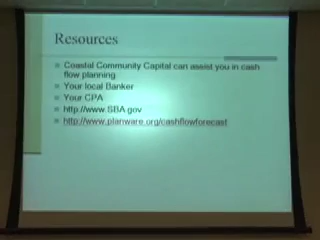 Resources
Coastal Community Capital can assist you in cash
flow planning
Your local Banker
Your CPA
http://www.SBA.gov
http://www.planware.org/cashflowforecast